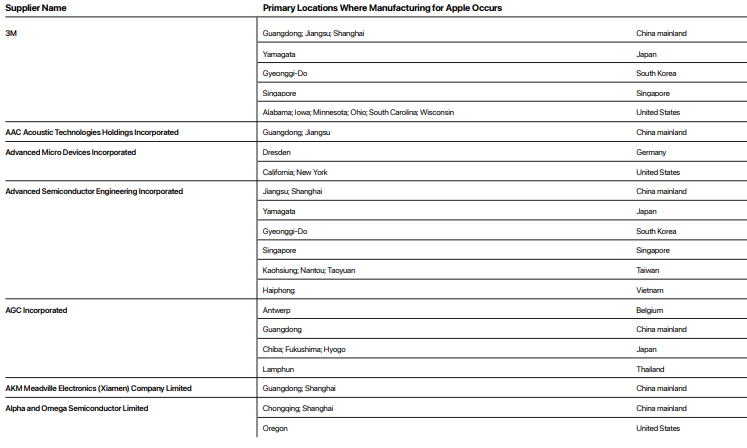 Supplier Name Primary Locations Where Manufacturing for Apple Occurs
3M Guangdong; Jiangsu; Shanghai China mainland
Yamagata Japan
Gyeonggi-Do South Korea
Singapore Singapore
Alabama; Iowa; Minnesota; Ohio; South Carolina; Wisconsin United States
AAC Acoustic Technologies Holdings Incorporated Guangdong; Jiangsu China mainland
Advanced Micro Devices Incorporated Dresden Germany
California; New York United States
Advanced Semiconductor Engineering Incorporated Jiangsu; Shanghai China mainland
Yamagata Japan
Gyeonggi-Do South Korea
Singapore Singapore
Kaohsiung; Nantou; Taoyuan Taiwan
Haiphong Vietnam
AGC Incorporated Antwerp Belgium
Guangdong China mainland
Chiba; Fukushima; Hyogo Japan
Lamphun Thailand
AKM Meadville Electronics (Xiamen) Company Limited Guangdong; Shanghai China mainland
Alpha and Omega Semiconductor Limited Chongqing; Shanghai China mainland
Oregon United States